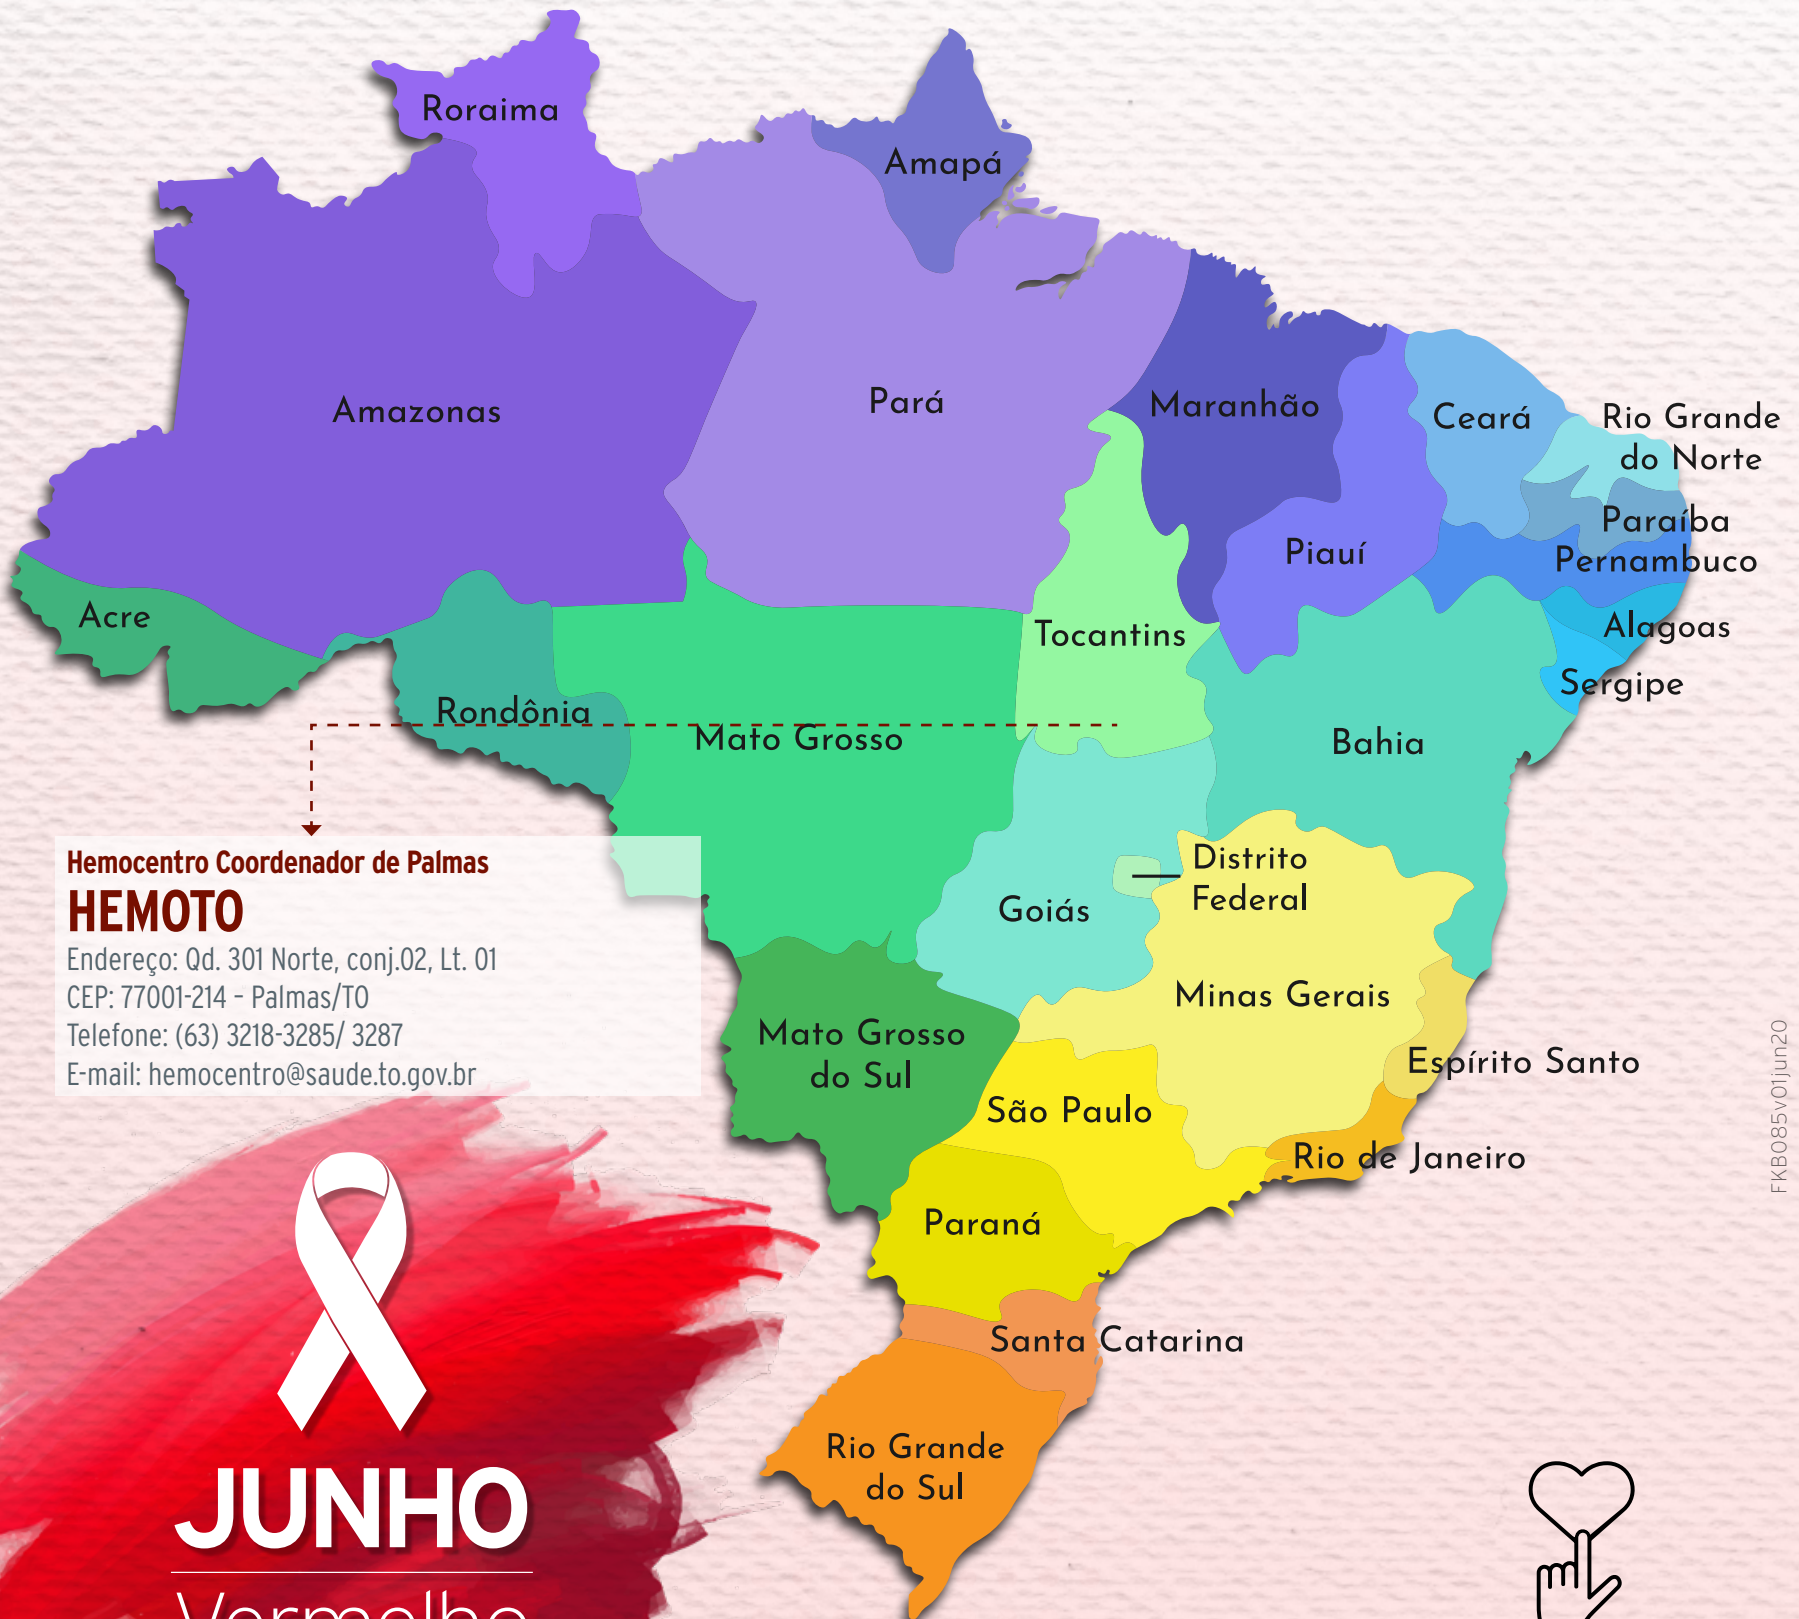 Roraima
Amapá
Amazonas
Pará
Maranhão
Ceará
Rio Grande
do Norte
Paraíba
Piauí
Pernambuco
Acre
Tocantins
Alagoas
Sergipe
Rondônia
Mato Grosso
Bahia
Distrito
Federal
Goiás
Hemocentro Coordenador de Palmas
HEMOTO
Endereço: Qd. 301 Norte, conj.02, Lt. 01
CEP: 77001-214 – Palmas/TO
Telefone: (63) 3218-3285/ 3287
E-mail: hemocentro@saude.to.gov.br
Minas Gerais
Mato Grosso
do Sul
Espírito Santo
São Paulo
Rio de Janeiro
Paraná
Santa Catarina
Rio Grande
do Sul
FKB085v01jun20
JUNHO
Vermelho